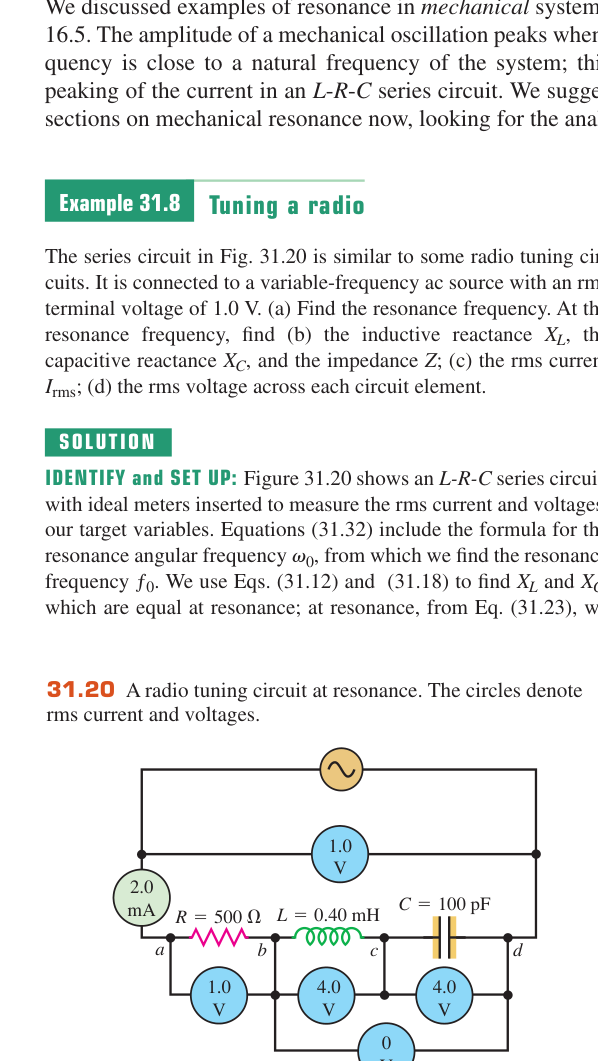 We discussed examples of resonance in mechanical system
16.5. The amplitude of a mechanical oscillation peaks when
quency is close to a natural frequency of the system; thi
peaking of the current in an L-R-C series circuit. We sugge
sections on mechanical resonance now, looking for the anal
Example 31.8 Tuning a radio
The series circuit in Fig. 31.20 is similar to some radio tuning cir
cuits. It is connected to a variable-frequency ac source with an rm
terminal voltage of 1.0 V. (a) Find the resonance frequency. At th
resonance frequency, find (b) the inductive reactance X_L, th
capacitive reactance X_C, and the impedance Z; (c) the rms curren
I_rms; (d) the rms voltage across each circuit element.
SOLUTION
IDENTIFY and SET UP: Figure 31.20 shows an L-R-C series circui
with ideal meters inserted to measure the rms current and voltages
our target variables. Equations (31.32) include the formula for th
resonance angular frequency ω₀, from which we find the resonanc
frequency f₀. We use Eqs. (31.12) and (31.18) to find X_L and X_C
which are equal at resonance; at resonance, from Eq. (31.23), w
31.20 A radio tuning circuit at resonance. The circles denote
rms current and voltages.
1.0
V
2.0
mA
R = 500 Ω L = 0.40 mH C = 100 pF
a b c d
1.0 4.0 4.0
V V V
0